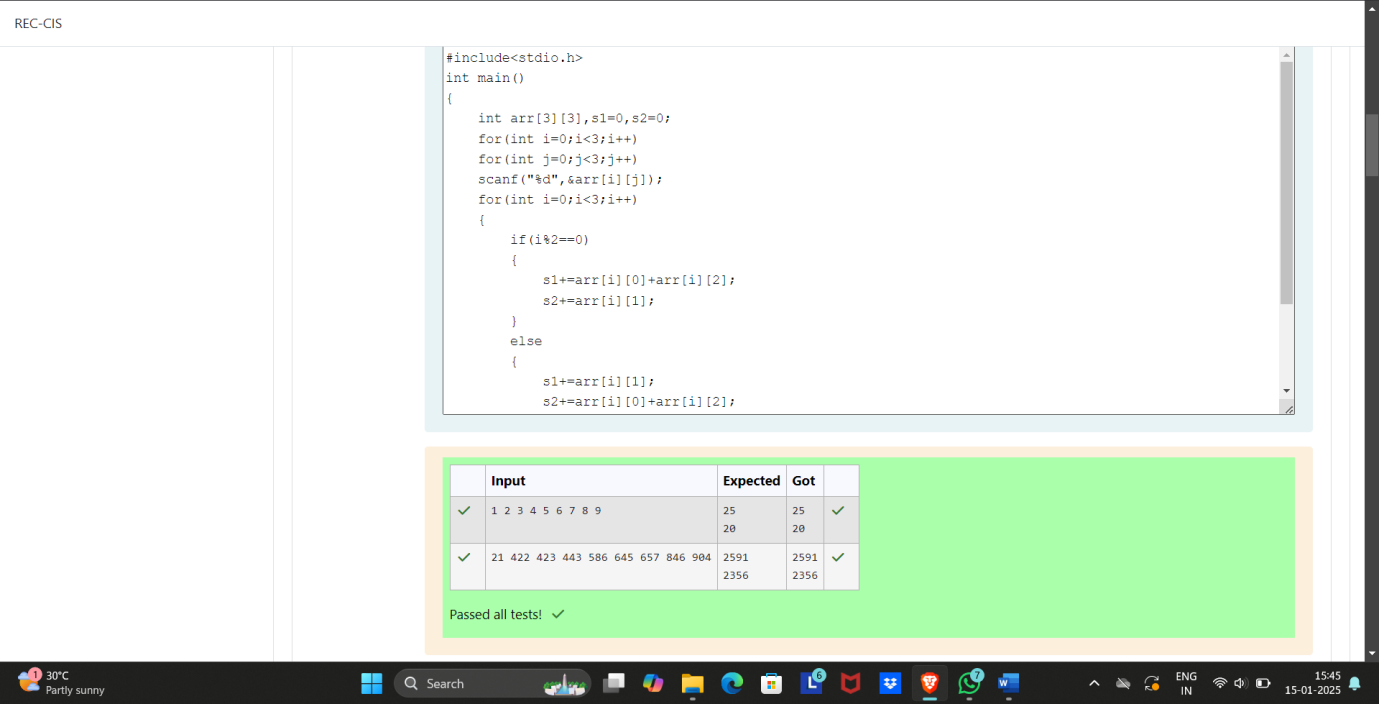 REC-CIS
#include<stdio.h>
int main()
{
    int arr[3][3],s1=0,s2=0;
    for(int i=0;i<3;i++)
    for(int j=0;j<3;j++)
    scanf("%d",&arr[i][j]);
    for(int i=0;i<3;i++)
    {
        if(i%2==0)
        {
            s1+=arr[i][0]+arr[i][2];
            s2+=arr[i][1];
        }
        else
        {
            s1+=arr[i][1];
            s2+=arr[i][0]+arr[i][2];
Input Expected Got
1 2 3 4 5 6 7 8 9 25 25
20 20
21 422 423 443 586 645 657 846 904 2591 2591
2356 2356
Passed all tests!
1 30°C
Partly sunny
Search
L 6
7
W
ENG
IN
15:45
15-01-2025